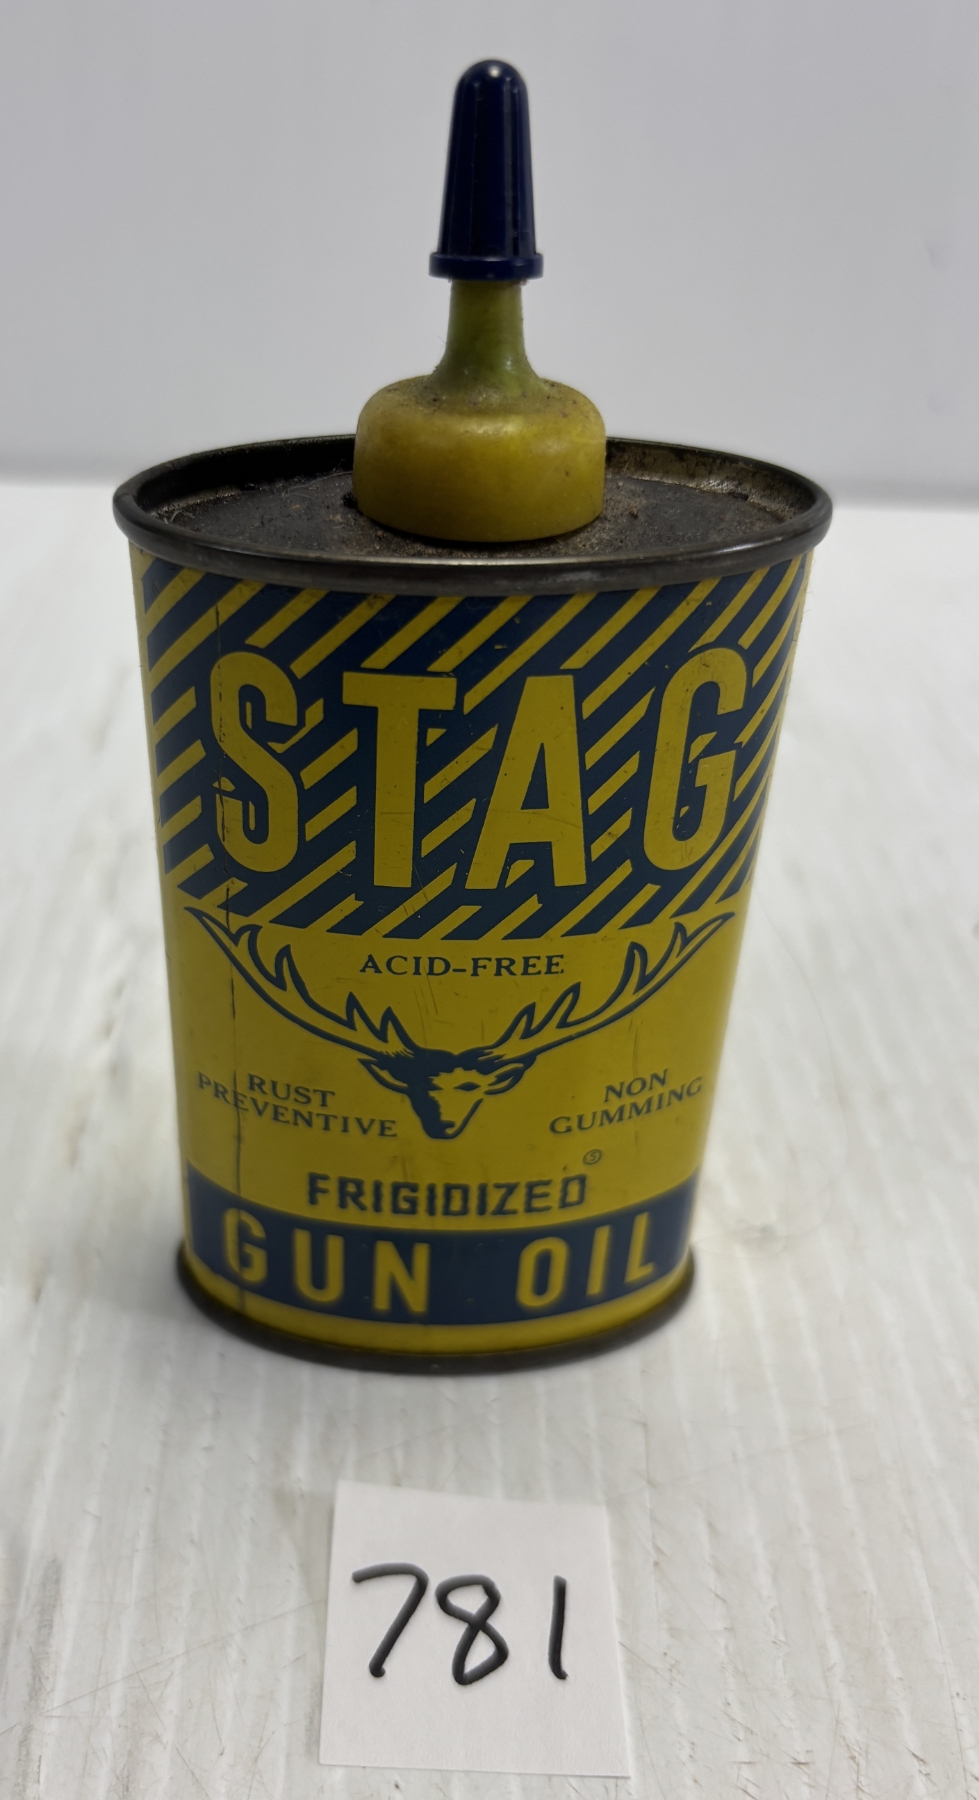 STAG
ACID-FREE
RUST
PREVENTIVE
NON
GUMMING
FRIGIDIZED Ⓢ
GUN OIL
781